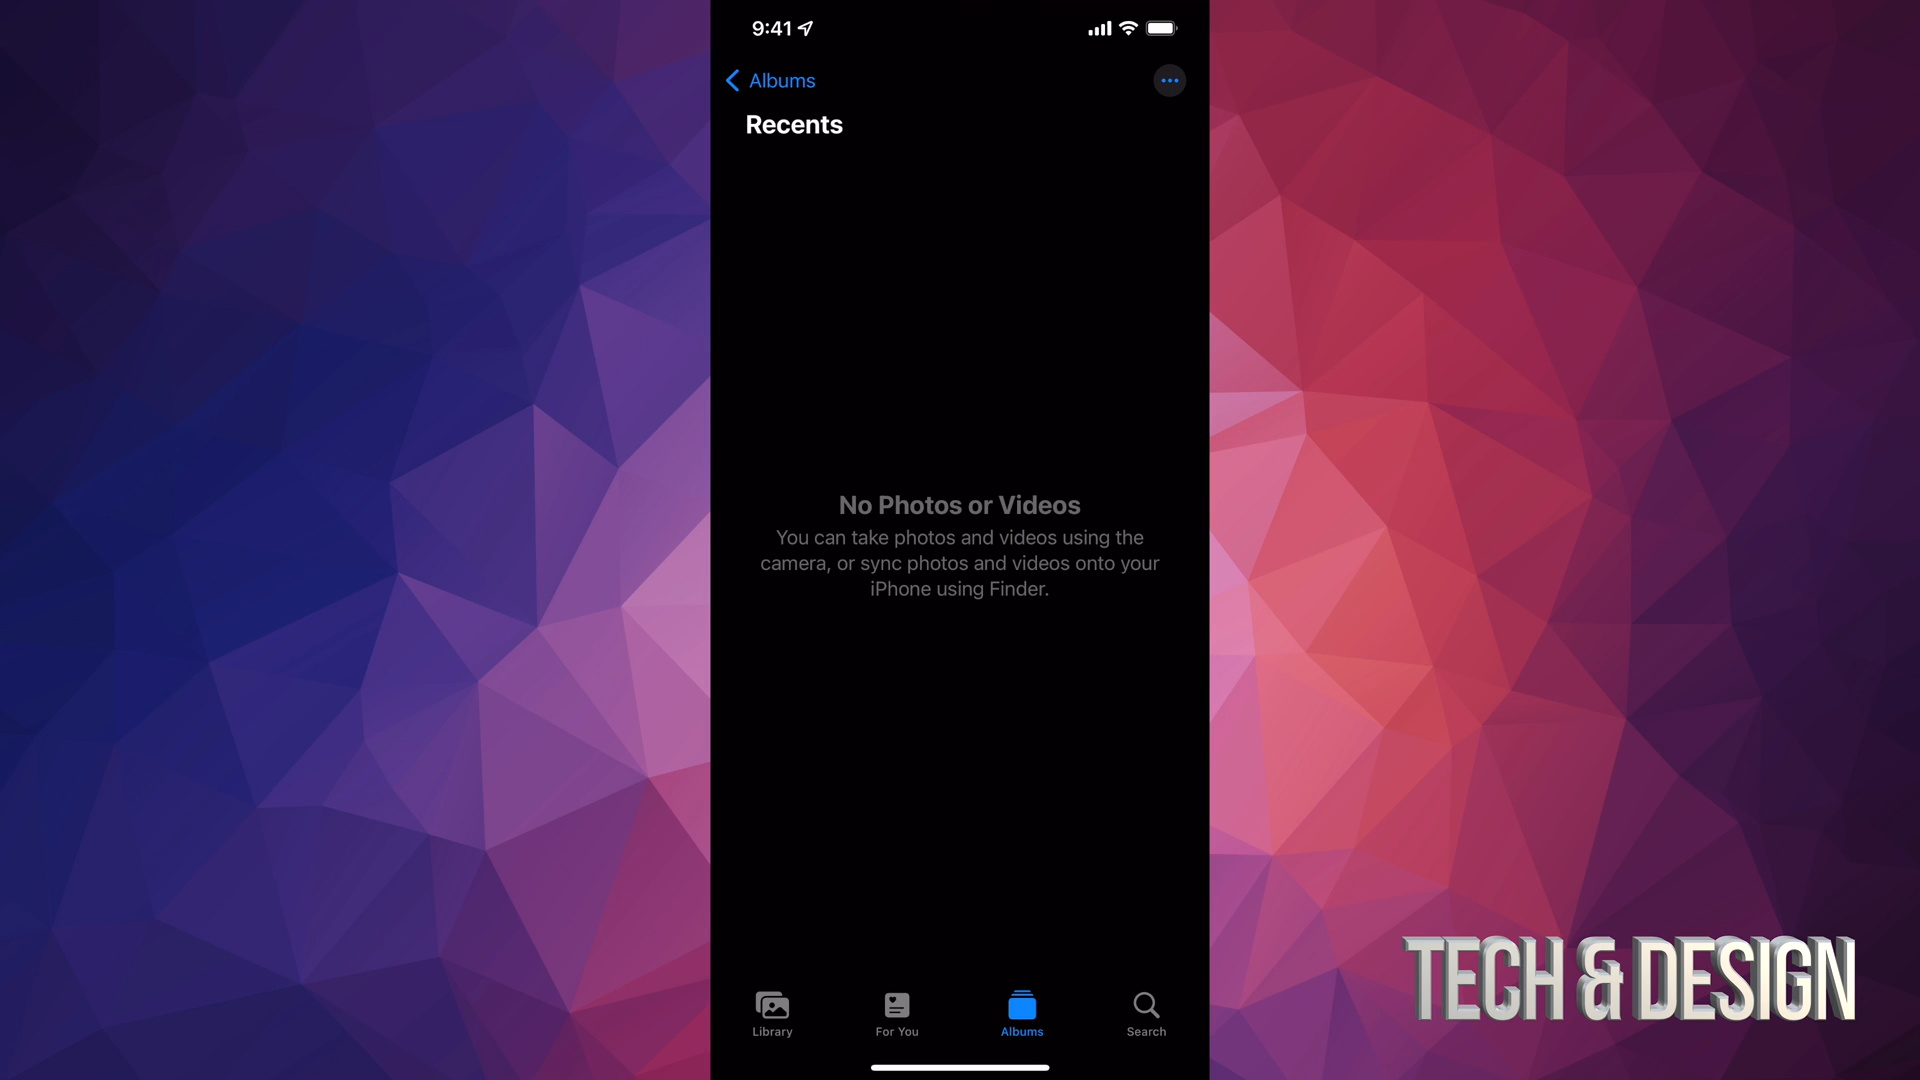 9:41
Albums
Recents
No Photos or Videos
You can take photos and videos using the
camera, or sync photos and videos onto your
iPhone using Finder.
Library
For You
Albums
Search
TECH & DESIGN